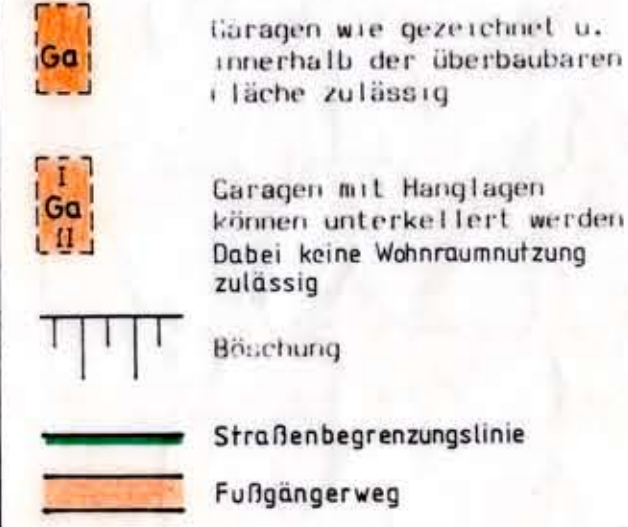 Ga
Garagen wie gezeichnet u.
innerhalb der überbaubaren
Fläche zulässig
I
Ga
II
Garagen mit Hanglagen
können unterkellert werden
Dabei keine Wohnraumnutzung
zulässig
Böschung
Straßenbegrenzungslinie
Fußgängerweg